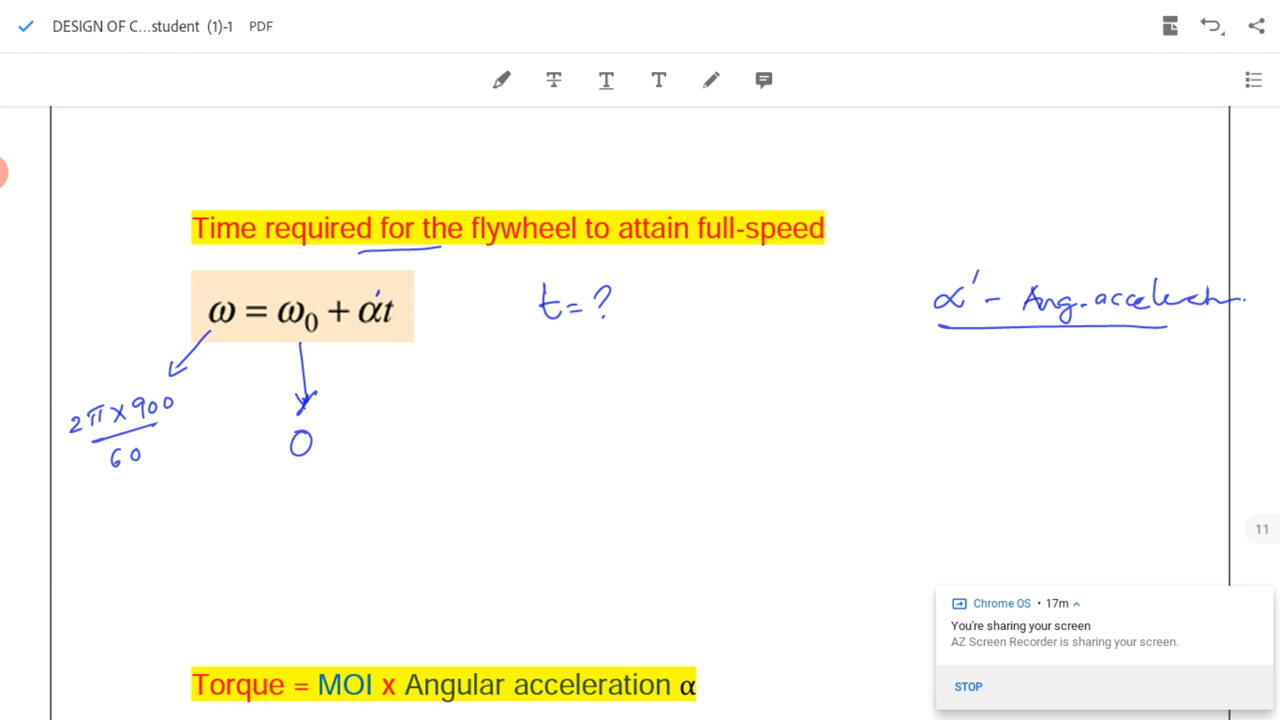 DESIGN OF C...student (1)-1 PDF
Time required for the flywheel to attain full-speed
ω = ω₀ + α't
t = ?
α' - Ang. acceleratn.
2π × 900
60
0
11
Chrome OS • 17m
You're sharing your screen
AZ Screen Recorder is sharing your screen.
STOP
Torque = MOI x Angular acceleration α